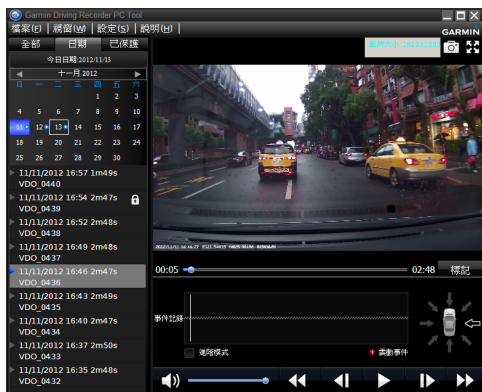 Garmin Driving Recorder PC Tool
檔案(F) | 視窗(W) | 設定(S) | 說明(H) |
GARMIN
全部 日期 已保護
今日日期:2012/11/13
十一月 2012
日 一 二 三 四 五 六
1 2 3
4 5 6 7 8 9 10
11 12 13 14 15 16 17
18 19 20 21 22 23 24
25 26 27 28 29 30
11/11/2012 16:57 1m49s
VDO_0440
11/11/2012 16:54 2m47s
VDO_0439
11/11/2012 16:52 2m48s
VDO_0438
11/11/2012 16:49 2m48s
VDO_0437
11/11/2012 16:46 2m47s
VDO_0436
11/11/2012 16:43 2m49s
VDO_0435
11/11/2012 16:40 2m47s
VDO_0434
11/11/2012 16:37 2m50s
VDO_0433
11/11/2012 16:35 2m48s
VDO_0432
00:05
02:48
標記
事件記錄
進階模式
震動事件